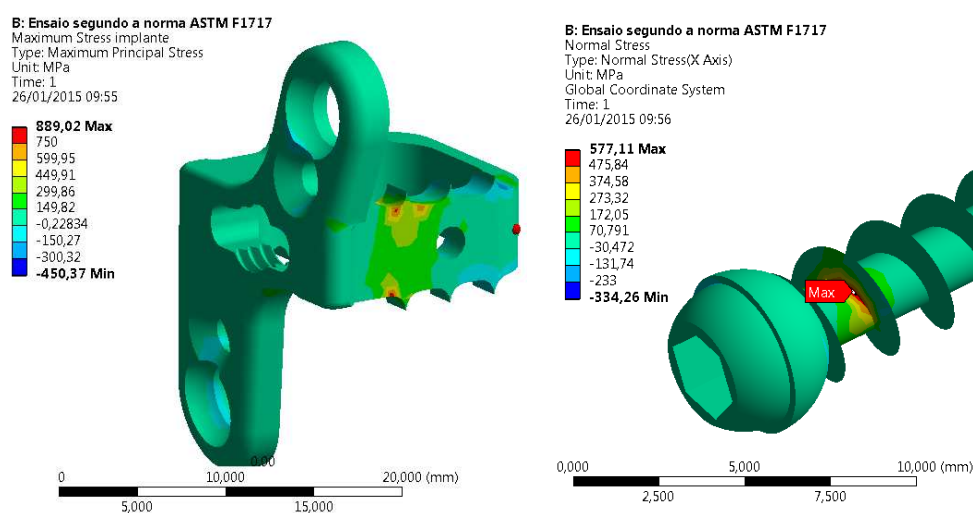 B: Ensaio segundo a norma ASTM F1717
Maximum Stress implante
Type: Maximum Principal Stress
Unit: MPa
Time: 1
26/01/2015 09:55
889,02 Max
750
599,95
449,91
299,86
149,82
-0,22834
-150,27
-300,32
-450,37 Min
0,00
0 10,000 20,000 (mm)
5,000 15,000
B: Ensaio segundo a norma ASTM F1717
Normal Stress
Type: Normal Stress(X Axis)
Unit: MPa
Global Coordinate System
Time: 1
26/01/2015 09:56
577,11 Max
475,84
374,58
273,32
172,05
70,791
-30,472
-131,74
-233
-334,26 Min
Max
0,000 5,000 10,000 (mm)
2,500 7,500